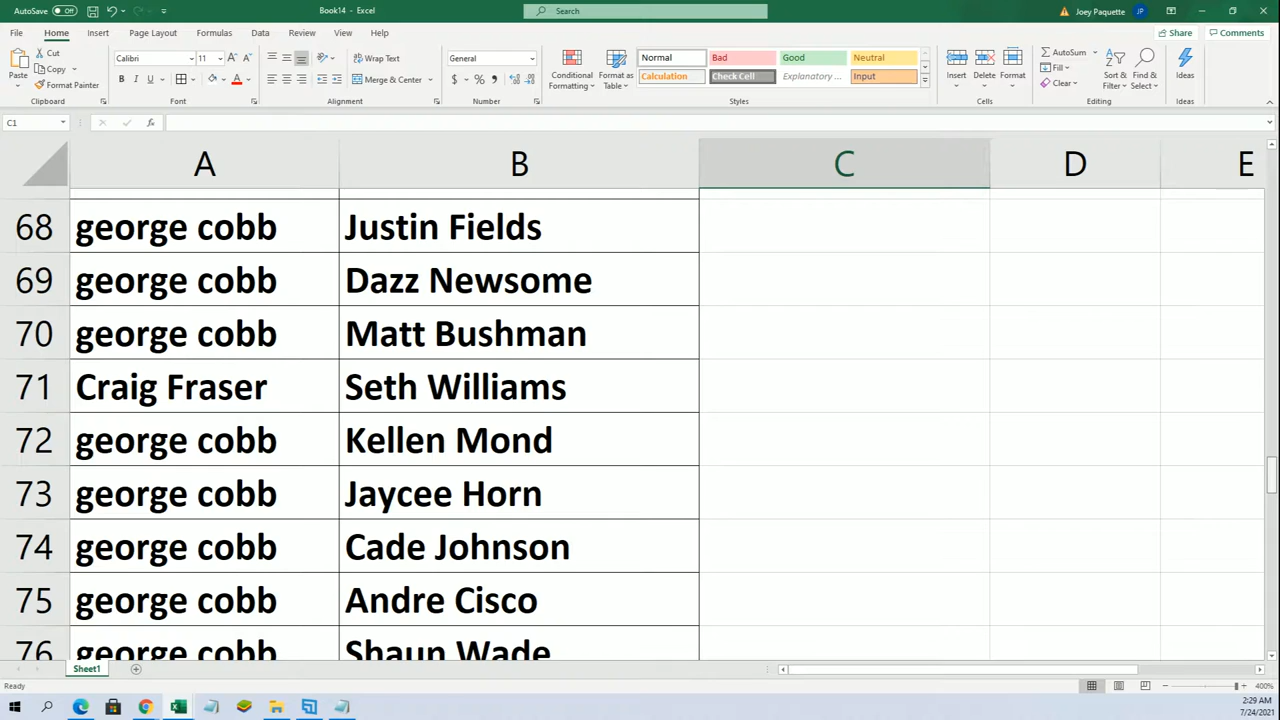 AutoSave Off Book14 - Excel Search Joey Paquette JP
File Home Insert Page Layout Formulas Data Review View Help Share Comments
Paste Cut Copy Format Painter Clipboard
Calibri 11 B I U Font
Merge & Center Alignment
General $ % Number
Conditional Formatting Format as Table
Normal Bad Good Neutral
Calculation Check Cell Explanatory ... Input
Styles
Insert Delete Format Cells
AutoSum Fill Clear Sort & Filter Find & Select Editing
Ideas Ideas
C1 fx
A B C D E
68 george cobb Justin Fields
69 george cobb Dazz Newsome
70 george cobb Matt Bushman
71 Craig Fraser Seth Williams
72 george cobb Kellen Mond
73 george cobb Jaycee Horn
74 george cobb Cade Johnson
75 george cobb Andre Cisco
76 george cobb Shaun Wade
Sheet1
Ready 400%
2:29 AM
7/24/2021